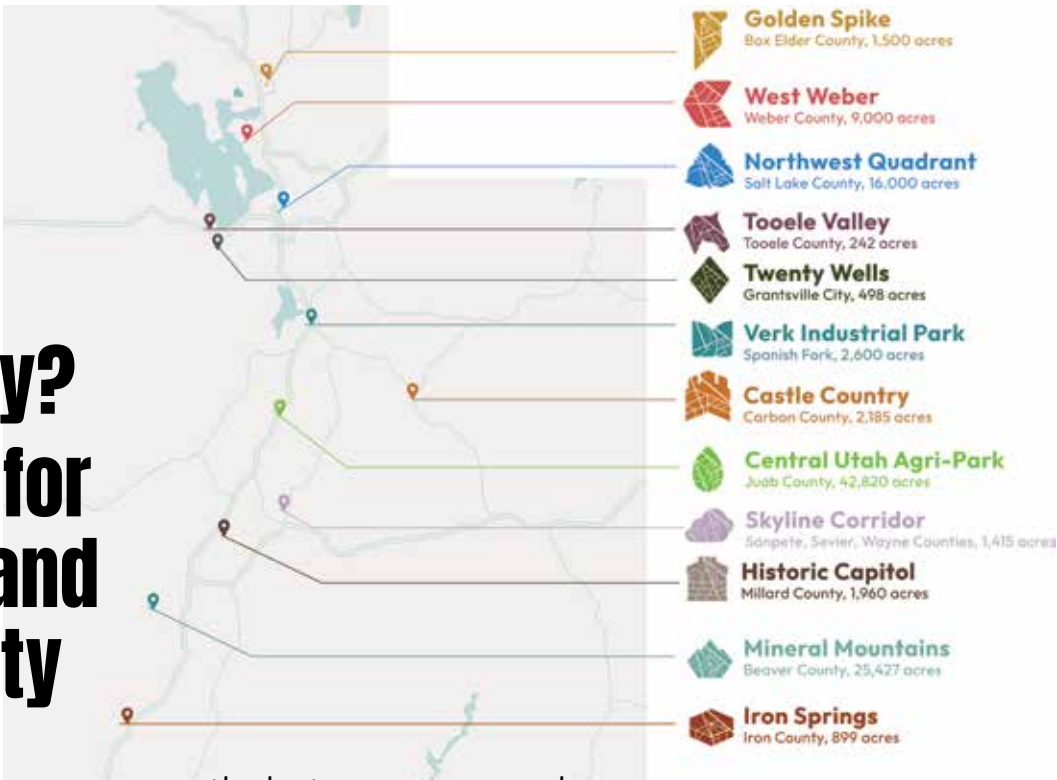 y?
for
and
ty
Golden Spike
Box Elder County, 1,500 acres
West Weber
Weber County, 9,000 acres
Northwest Quadrant
Salt Lake County, 16,000 acres
Tooele Valley
Tooele County, 242 acres
Twenty Wells
Grantsville City, 498 acres
Verk Industrial Park
Spanish Fork, 2,600 acres
Castle Country
Carbon County, 2,185 acres
Central Utah Agri-Park
Juab County, 42,820 acres
Skyline Corridor
Sanpete, Sevier, Wayne Counties, 1,415 acres
Historic Capitol
Millard County, 1,960 acres
Mineral Mountains
Beaver County, 25,427 acres
Iron Springs
Iron County, 899 acres